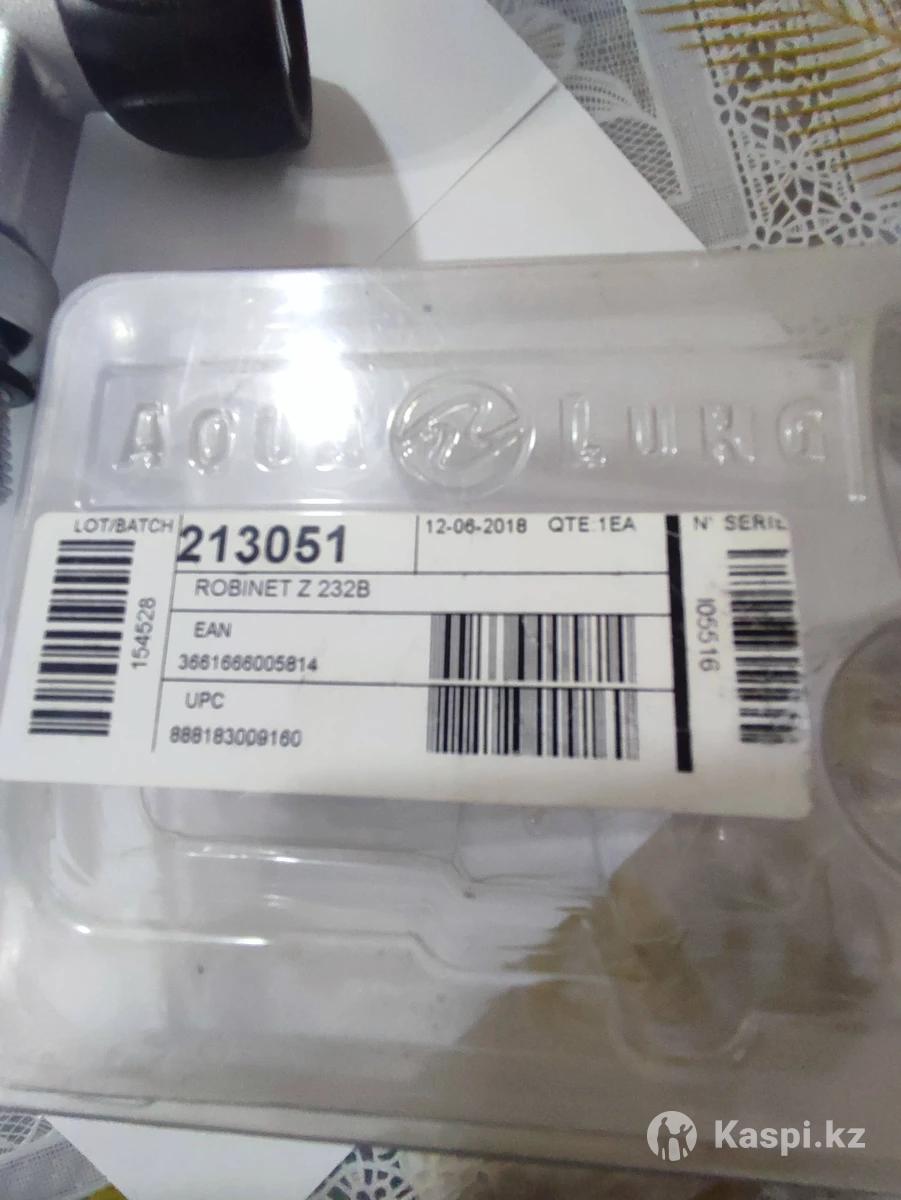 AQUA LUNG
LOT/BATCH
154528
213051
12-06-2018 QTE:1EA
ROBINET Z 232B
EAN
3661666005814
UPC
888183009160
N° SERIE
I05516
Kaspi.kz